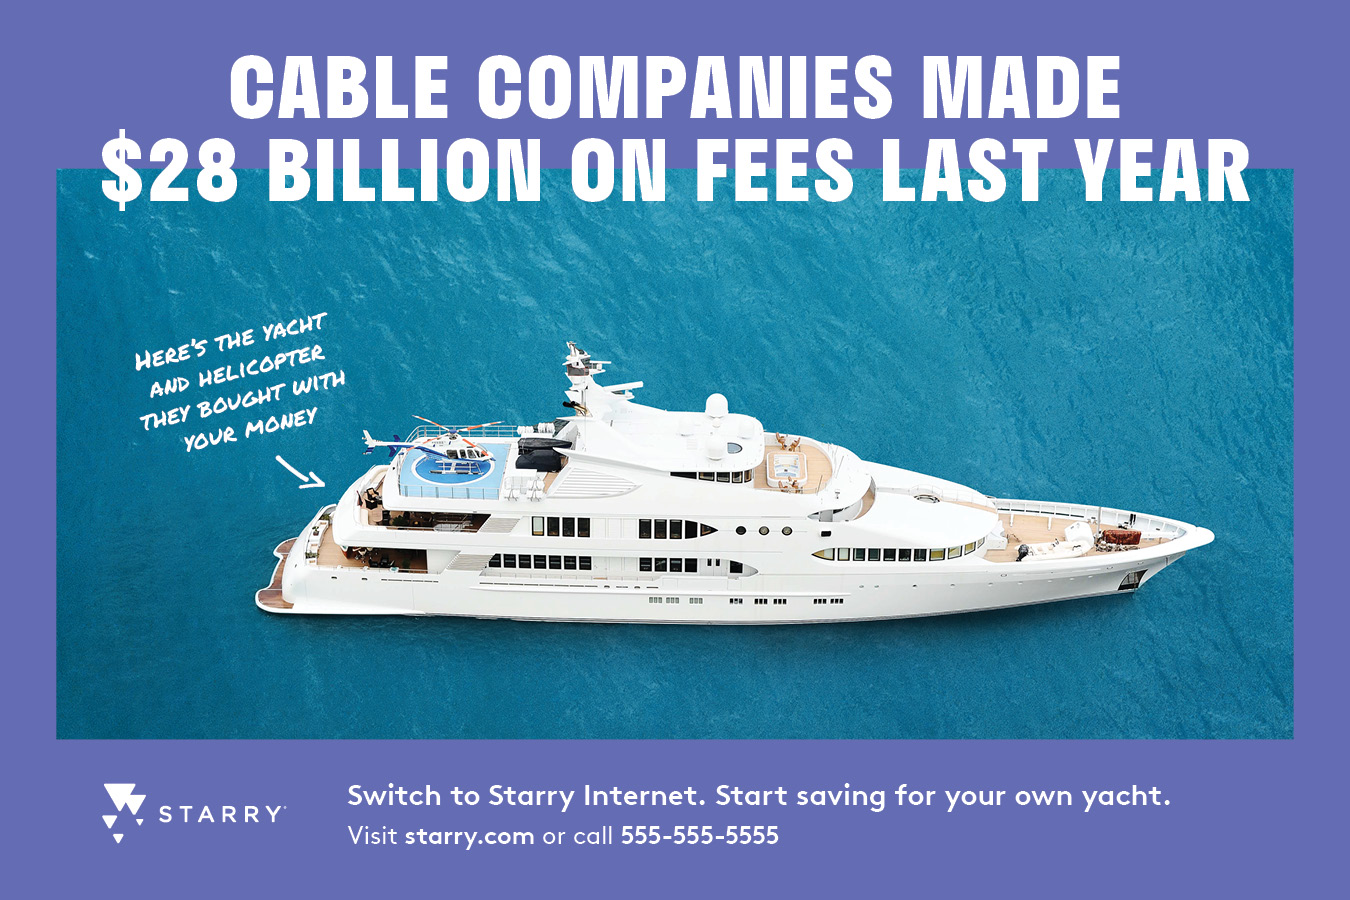 CABLE COMPANIES MADE
$28 BILLION ON FEES LAST YEAR
HERE'S THE YACHT
AND HELICOPTER
THEY BOUGHT WITH
YOUR MONEY
STARRY
Switch to Starry Internet. Start saving for your own yacht.
Visit starry.com or call 555-555-5555